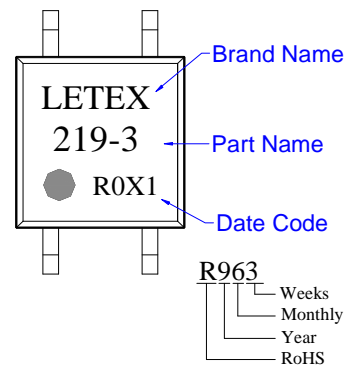 LETEX
Brand Name
219-3
Part Name
R0X1
Date Code
R963
Weeks
Monthly
Year
RoHS